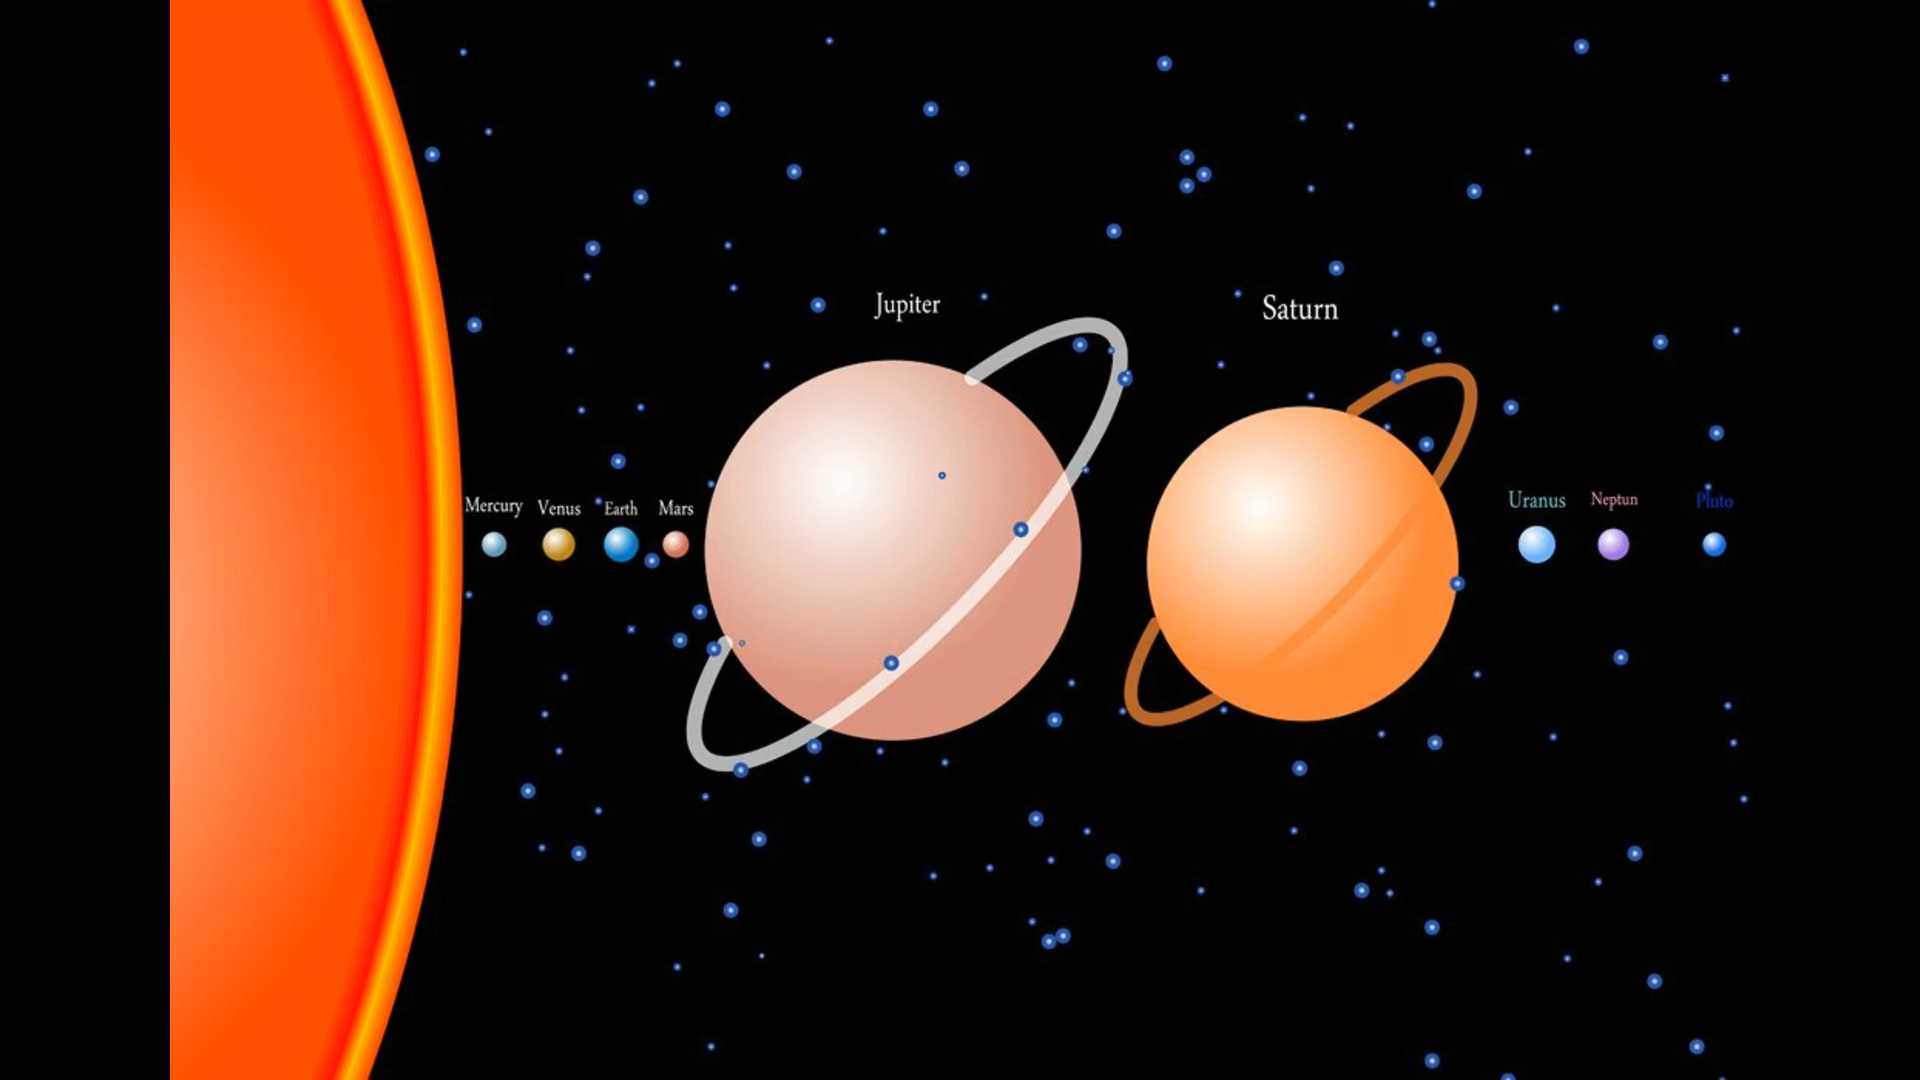 Jupiter
Saturn
Mercury
Venus
Earth
Mars
Uranus
Neptun
Pluto